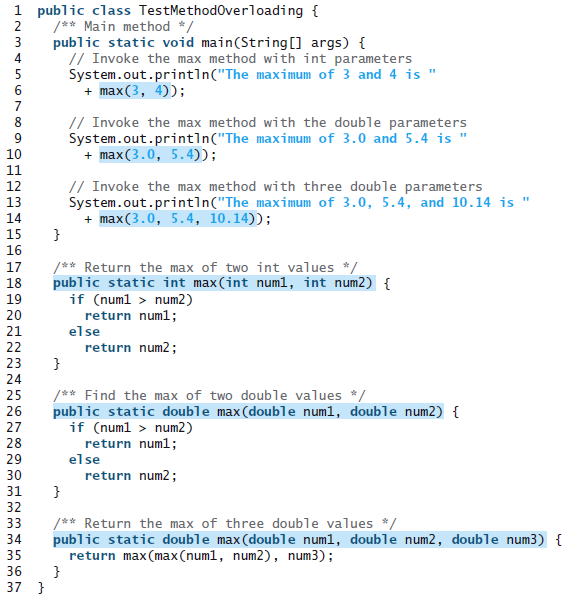 1 public class TestMethodOverloading {
2   /** Main method */
3   public static void main(String[] args) {
4     // Invoke the max method with int parameters
5     System.out.println("The maximum of 3 and 4 is "
6       + max(3, 4));
7
8     // Invoke the max method with the double parameters
9     System.out.println("The maximum of 3.0 and 5.4 is "
10       + max(3.0, 5.4));
11
12     // Invoke the max method with three double parameters
13     System.out.println("The maximum of 3.0, 5.4, and 10.14 is "
14       + max(3.0, 5.4, 10.14));
15   }
16
17   /** Return the max of two int values */
18   public static int max(int num1, int num2) {
19     if (num1 > num2)
20       return num1;
21     else
22       return num2;
23   }
24
25   /** Find the max of two double values */
26   public static double max(double num1, double num2) {
27     if (num1 > num2)
28       return num1;
29     else
30       return num2;
31   }
32
33   /** Return the max of three double values */
34   public static double max(double num1, double num2, double num3) {
35     return max(max(num1, num2), num3);
36   }
37 }